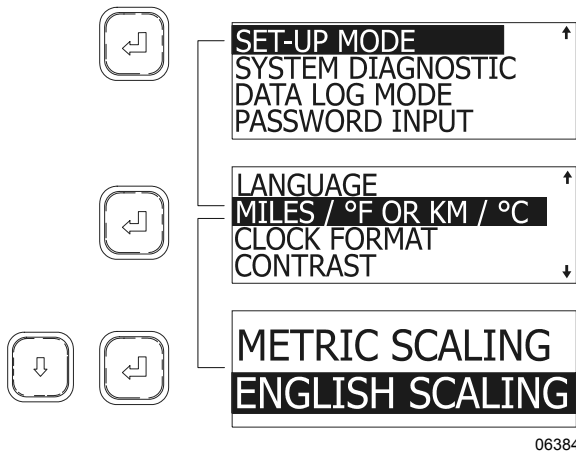 SET-UP MODE
SYSTEM DIAGNOSTIC
DATA LOG MODE
PASSWORD INPUT
LANGUAGE
MILES / °F OR KM / °C
CLOCK FORMAT
CONTRAST
METRIC SCALING
ENGLISH SCALING
06384